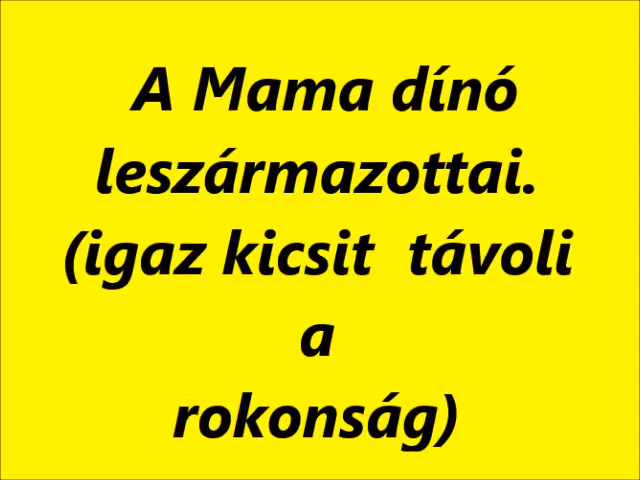 A Mama dínó
leszármazottai.
(igaz kicsit távoli
a
rokonság)